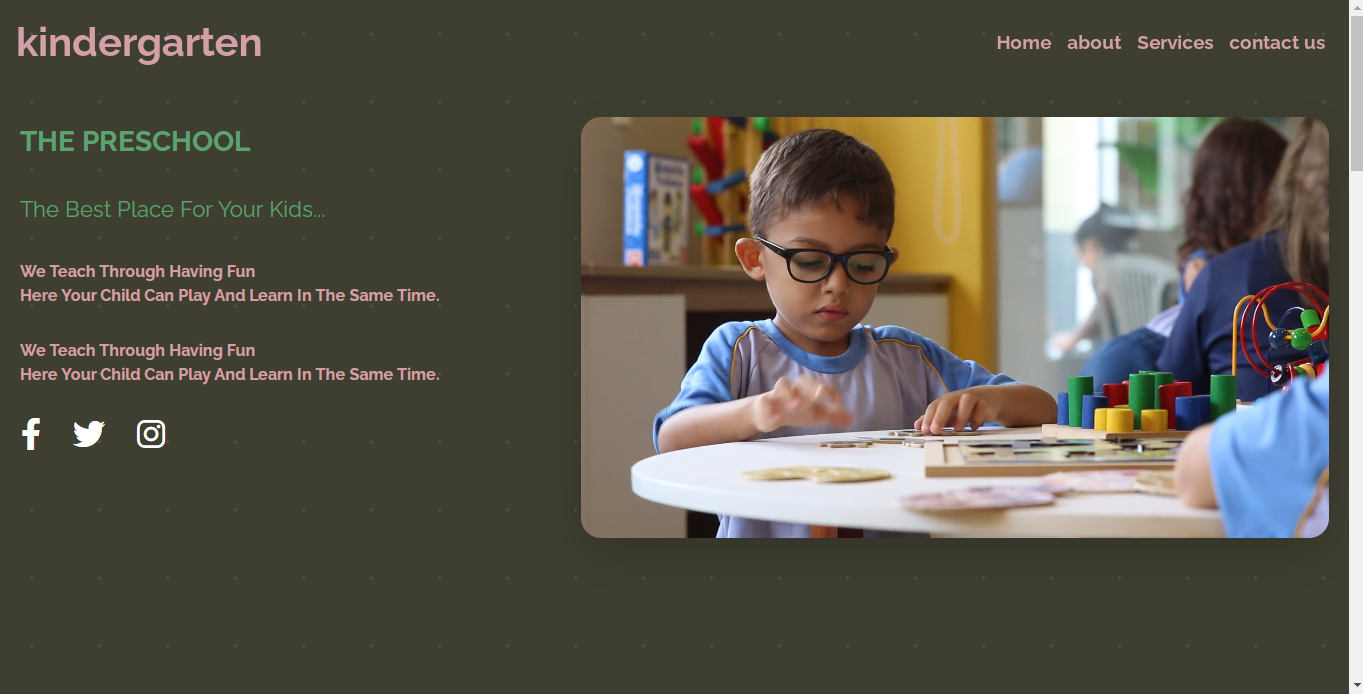 kindergarten
Home about Services contact us
THE PRESCHOOL
The Best Place For Your Kids...
We Teach Through Having Fun
Here Your Child Can Play And Learn In The Same Time.
We Teach Through Having Fun
Here Your Child Can Play And Learn In The Same Time.